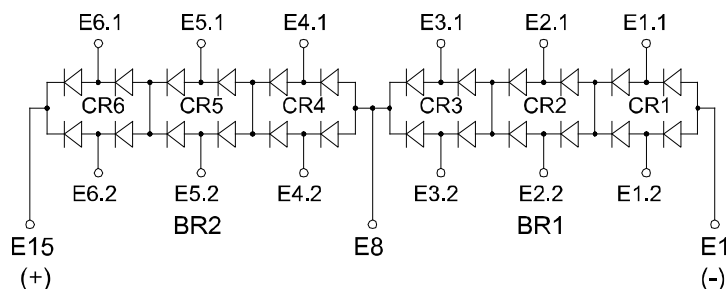 E6.1 E5.1 E4.1 E3.1 E2.1 E1.1
CR6 CR5 CR4 CR3 CR2 CR1
E6.2 E5.2 E4.2 E3.2 E2.2 E1.2
BR2 BR1
E15 E8 E1
(+) (-)